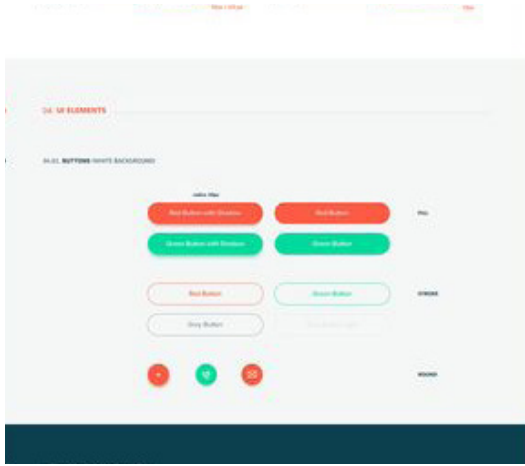 04. UI ELEMENTS
04.02. BUTTONS (WHITE BACKGROUND)
Red Button with Shadow
Red Button
FILL
Green Button with Shadow
Green Button
Red Button
Green Button
STROKE
Grey Button
ROUND